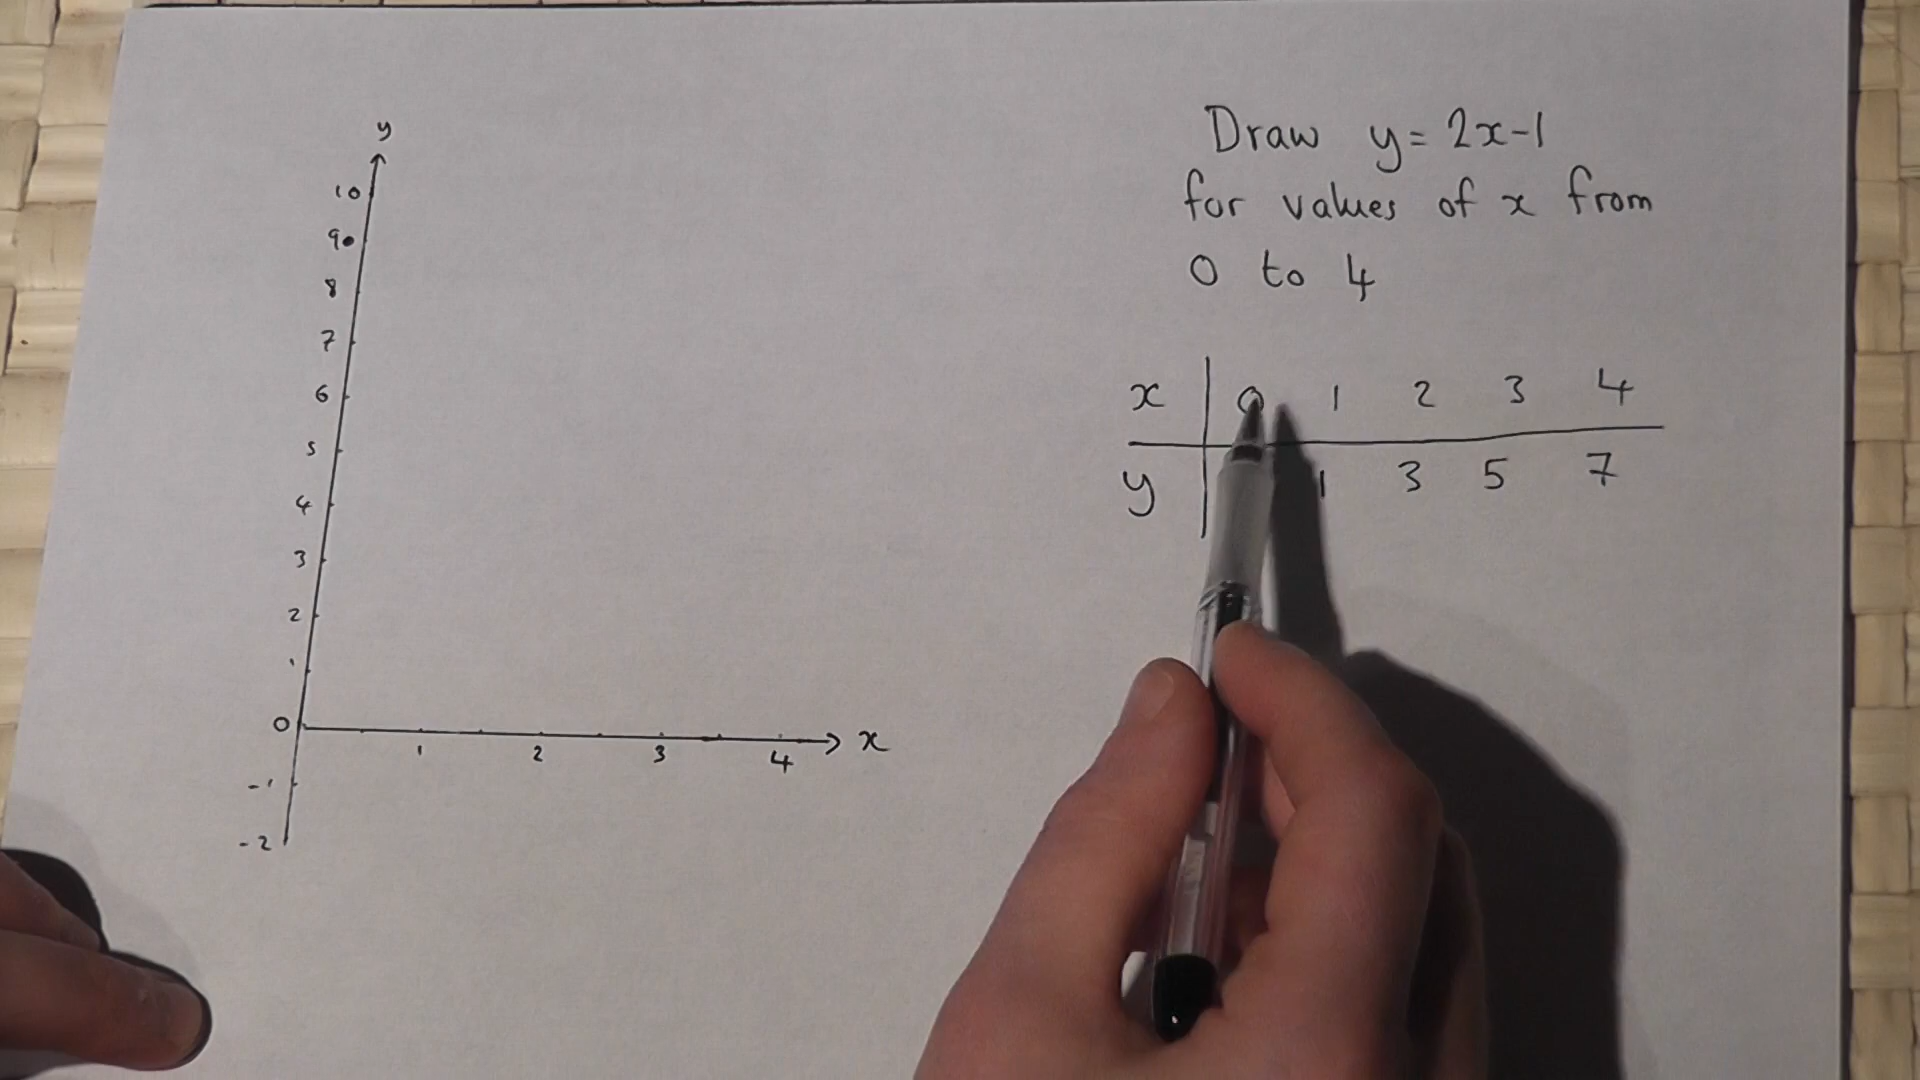 y
10
90
8
7
6
5
4
3
2
1
0
-1
-2
1 2 3 4 x
Draw y = 2x-1
for values of x from
0 to 4
x 0 1 2 3 4
y 1 3 5 7